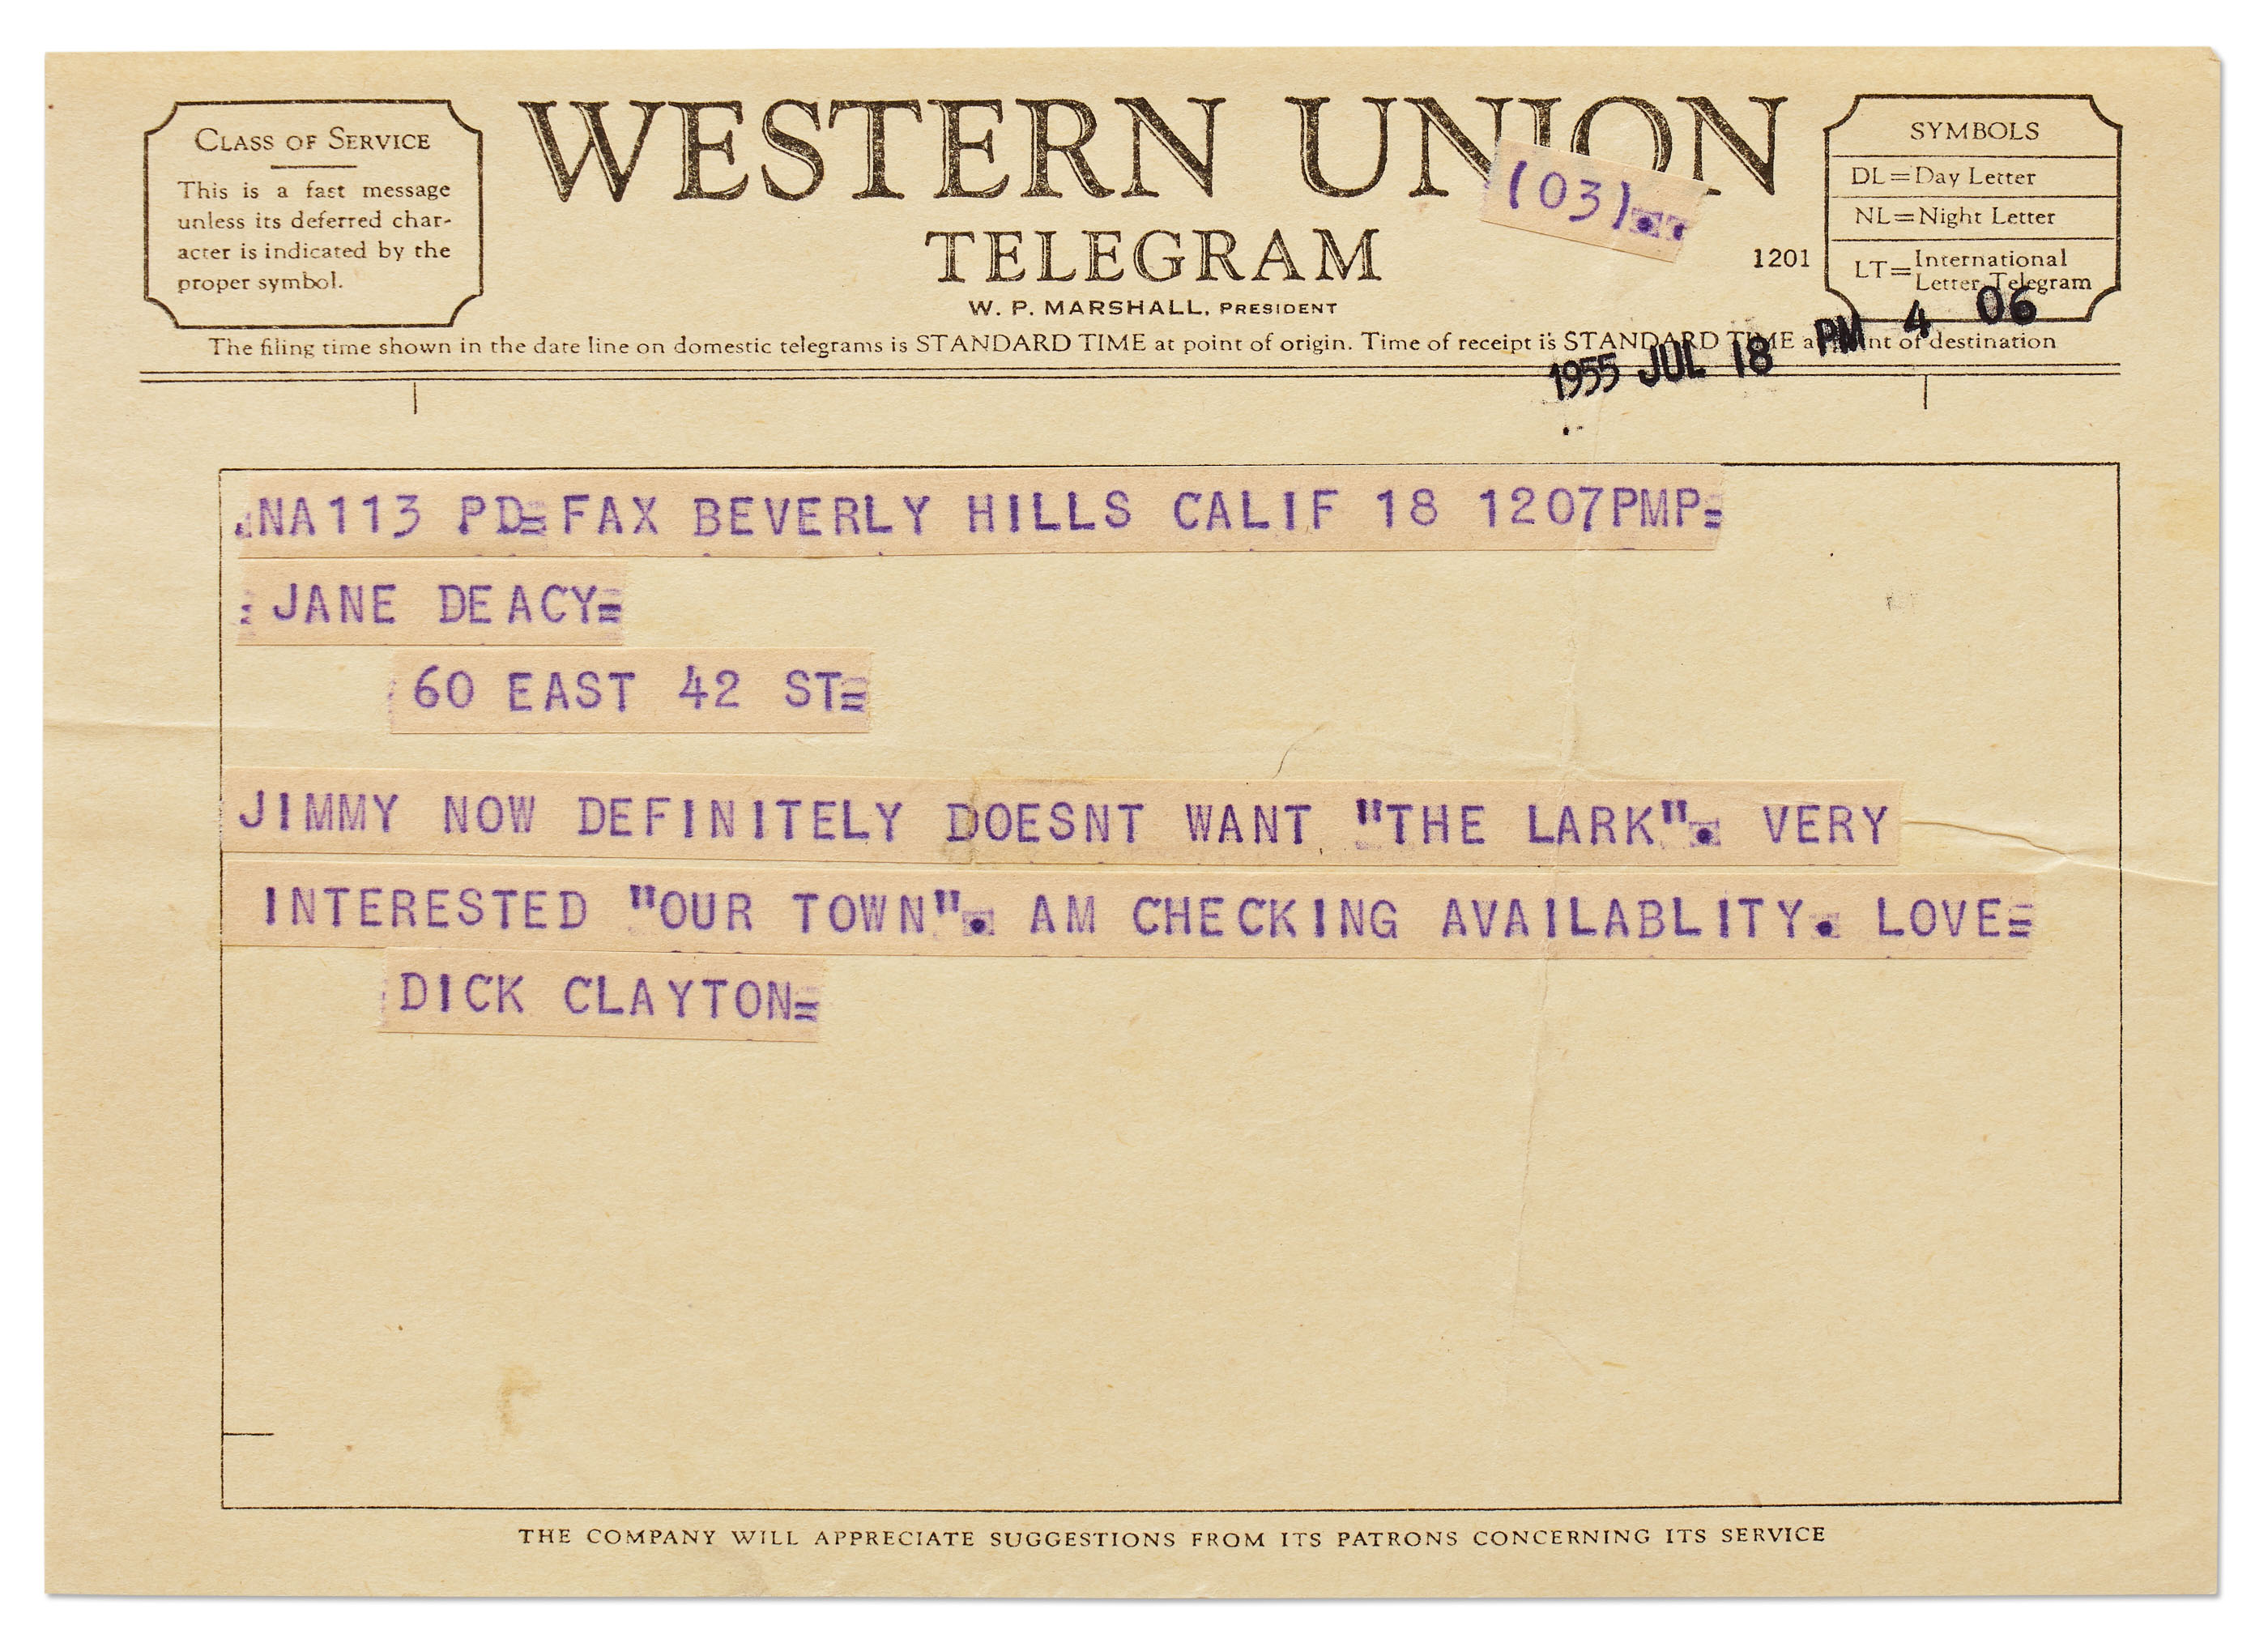 CLASS OF SERVICE
This is a fast message
unless its deferred char-
acter is indicated by the
proper symbol.
WESTERN UNION
TELEGRAM
W. P. MARSHALL, PRESIDENT
(03)..
1201
SYMBOLS
DL=Day Letter
NL=Night Letter
LT=International
Letter Telegram
The filing time shown in the date line on domestic telegrams is STANDARD TIME at point of origin. Time of receipt is STANDARD TIME at point of destination
1955 JUL 18 PM 4 06
NA113 PD=FAX BEVERLY HILLS CALIF 18 1207PMP=
:JANE DEACY=
60 EAST 42 ST=
JIMMY NOW DEFINITELY DOESNT WANT "THE LARK". VERY
INTERESTED "OUR TOWN". AM CHECKING AVAILABLITY. LOVE=
DICK CLAYTON=
THE COMPANY WILL APPRECIATE SUGGESTIONS FROM ITS PATRONS CONCERNING ITS SERVICE